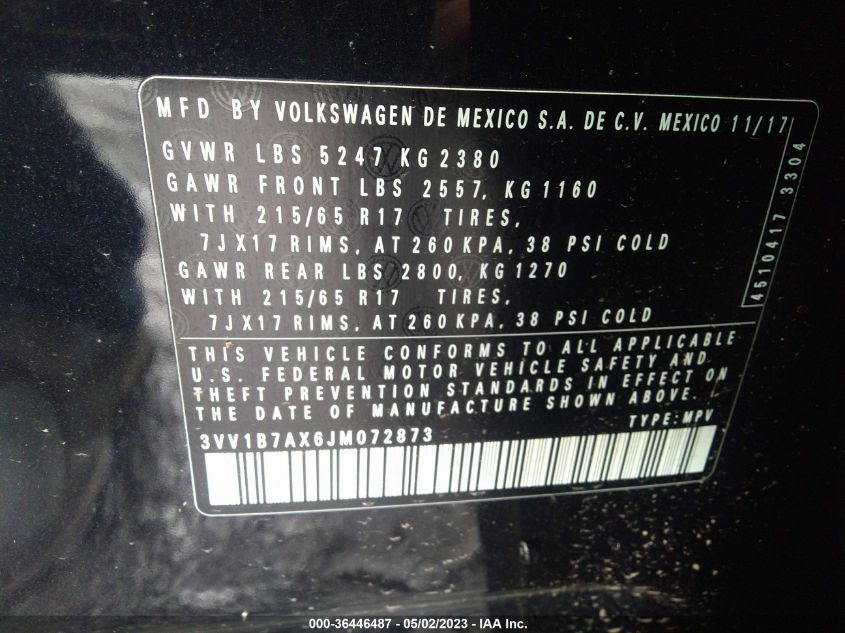 MFD BY VOLKSWAGEN DE MEXICO S.A. DE C.V. MEXICO 11/17
GVWR LBS 5247 KG 2380
GAWR FRONT LBS 2557, KG 1160
WITH 215/65 R17 TIRES,
7JX17 RIMS, AT 260 KPA, 38 PSI COLD
GAWR REAR LBS 2800, KG 1270
WITH 215/65 R17 TIRES,
7JX17 RIMS, AT 260 KPA, 38 PSI COLD
4510417 3304
THIS VEHICLE CONFORMS TO ALL APPLICABLE
U.S. FEDERAL MOTOR VEHICLE SAFETY AND
THEFT PREVENTION STANDARDS IN EFFECT ON
THE DATE OF MANUFACTURE SHOWN ABOVE.
TYPE: MPV
3VV1B7AX6JM072873
000-36446487 - 05/02/2023 - IAA Inc.